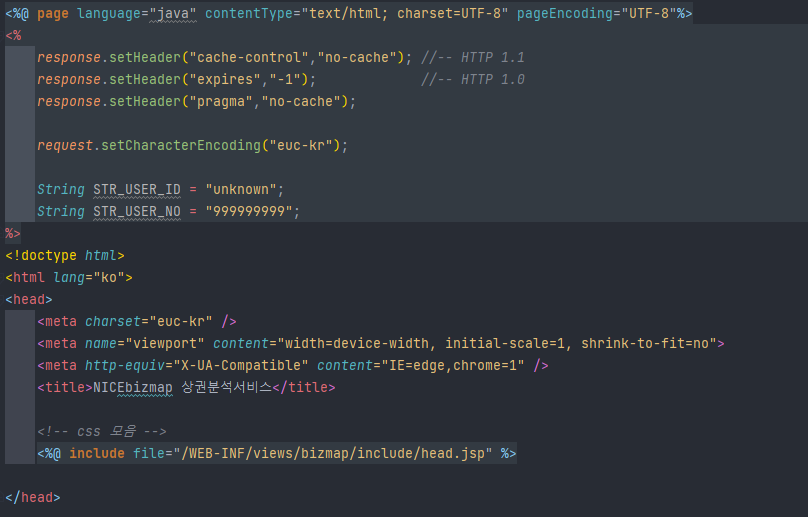 <%@ page language="java" contentType="text/html; charset=UTF-8" pageEncoding="UTF-8"%>
<%
    response.setHeader("cache-control","no-cache"); //-- HTTP 1.1
    response.setHeader("expires","-1");             //-- HTTP 1.0
    response.setHeader("pragma","no-cache");

    request.setCharacterEncoding("euc-kr");

    String STR_USER_ID = "unknown";
    String STR_USER_NO = "999999999";
%>
<!doctype html>
<html lang="ko">
<head>
    <meta charset="euc-kr" />
    <meta name="viewport" content="width=device-width, initial-scale=1, shrink-to-fit=no">
    <meta http-equiv="X-UA-Compatible" content="IE=edge,chrome=1" />
    <title>NICEbizmap 상권분석서비스</title>

    <!-- css 모음 -->
    <%@ include file="/WEB-INF/views/bizmap/include/head.jsp" %>

</head>